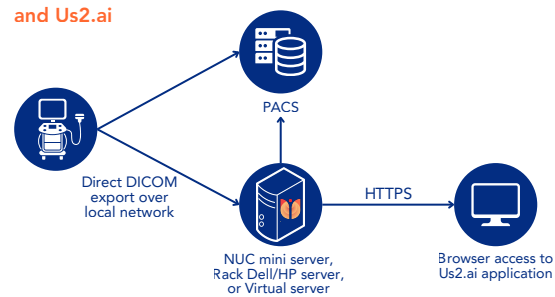 and Us2.ai
PACS
Direct DICOM
export over
local network
HTTPS
NUC mini server,
Rack Dell/HP server,
or Virtual server
Browser access to
Us2.ai application